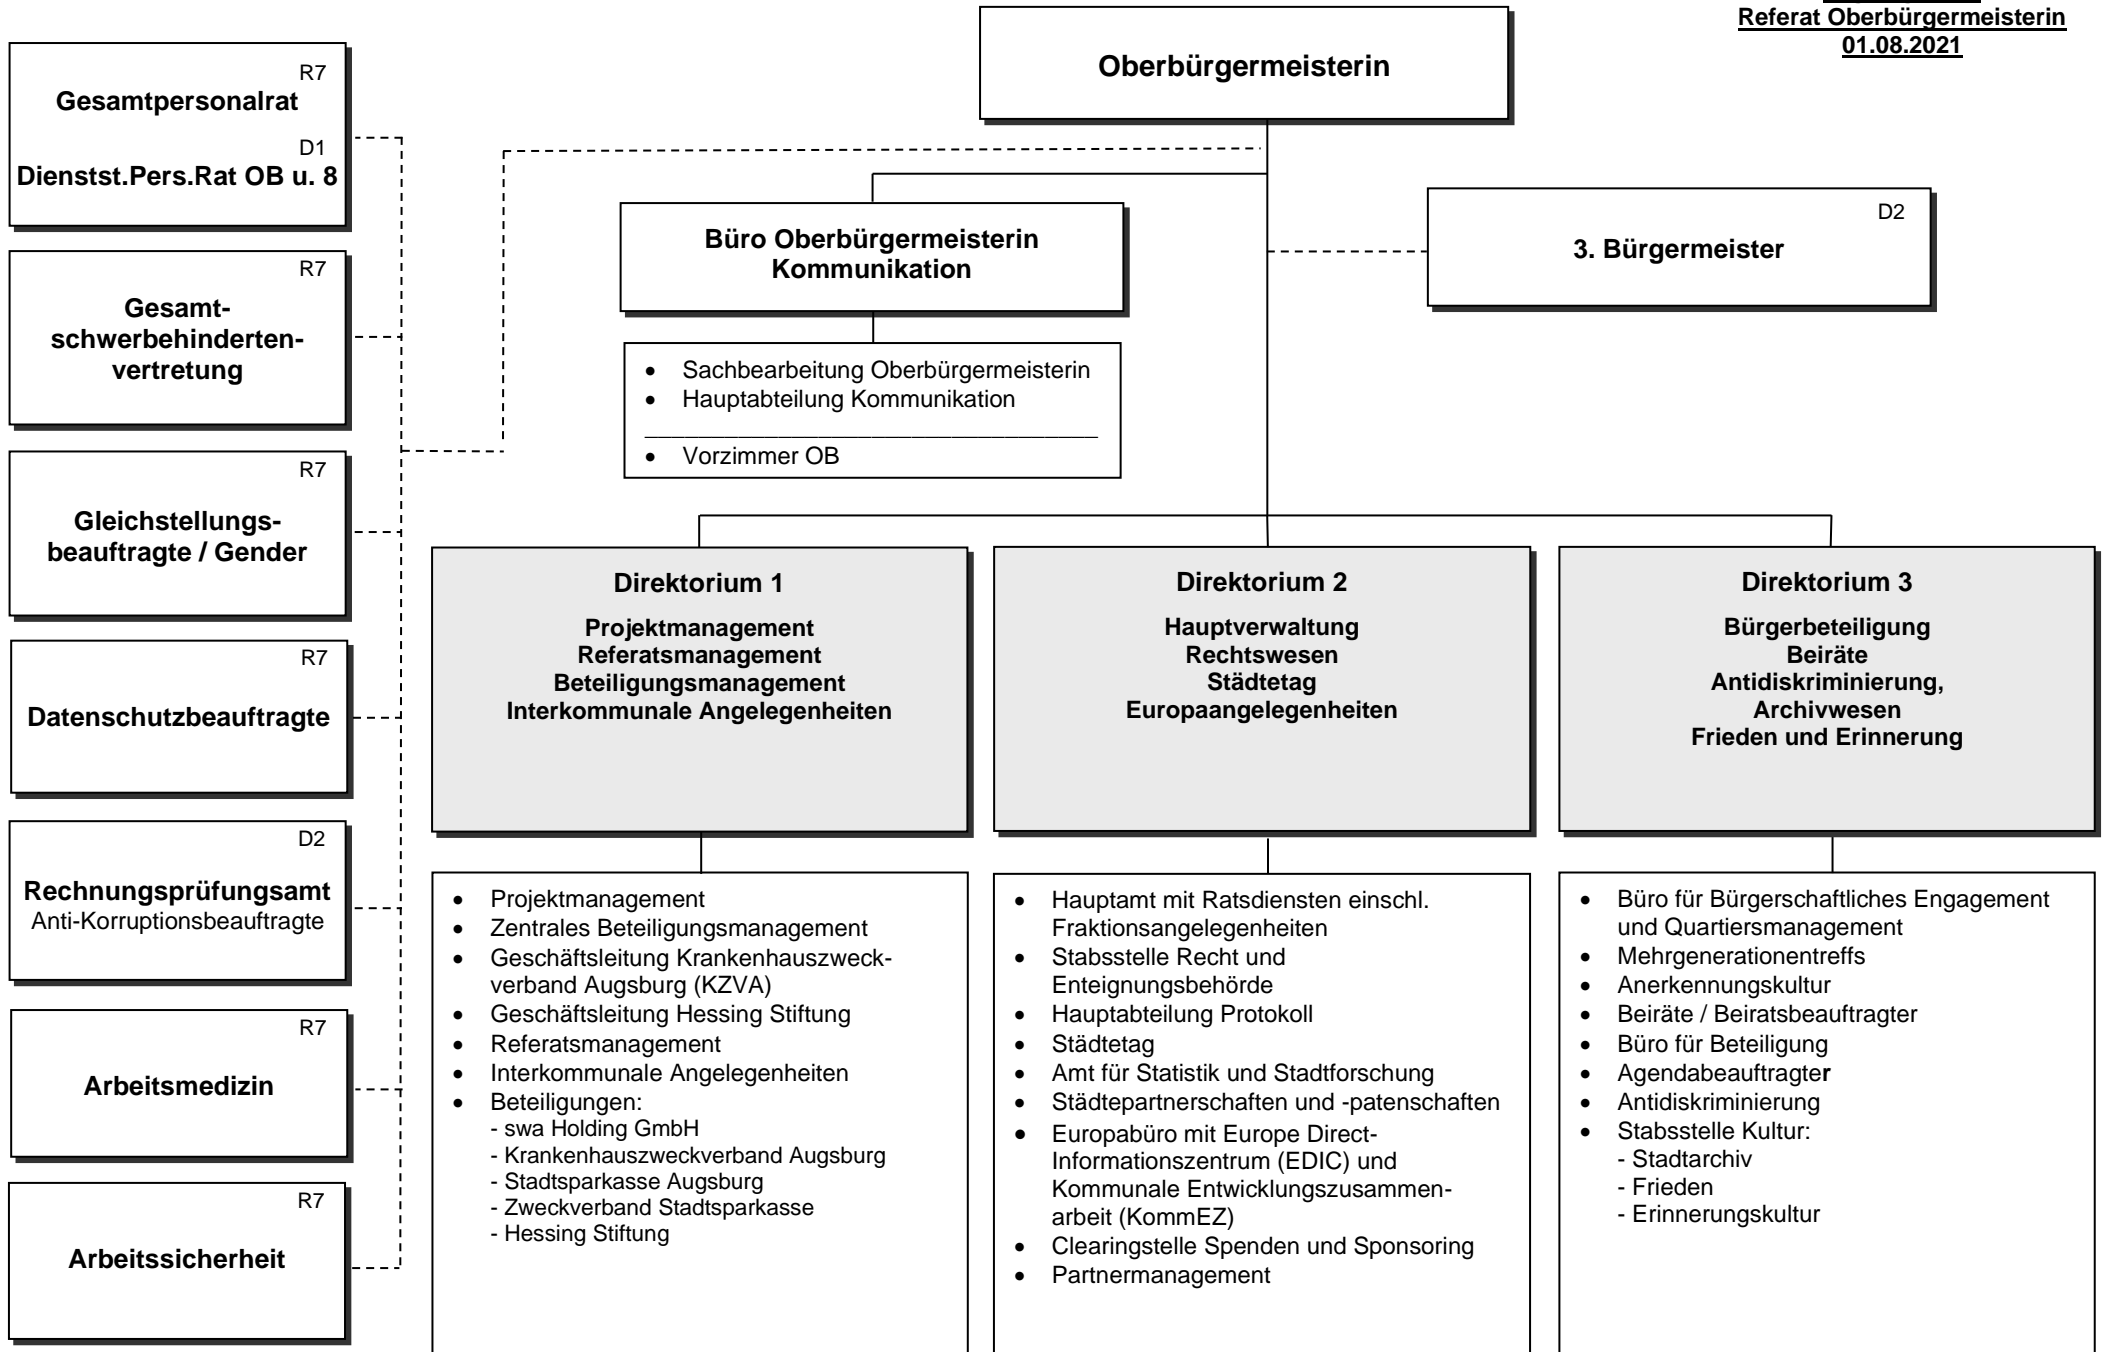 Referat Oberbürgermeisterin
01.08.2021
Oberbürgermeisterin
R7
Gesamtpersonalrat
D1
Dienstst.Pers.Rat OB u. 8
R7
Gesamt-
schwerbehinderten-
vertretung
R7
Gleichstellungs-
beauftragte / Gender
R7
Datenschutzbeauftragte
D2
Rechnungsprüfungsamt
Anti-Korruptionsbeauftragte
R7
Arbeitsmedizin
R7
Arbeitssicherheit
Büro Oberbürgermeisterin
Kommunikation
• Sachbearbeitung Oberbürgermeisterin
• Hauptabteilung Kommunikation
• Vorzimmer OB
D2
3. Bürgermeister
Direktorium 1
Projektmanagement
Referatsmanagement
Beteiligungsmanagement
Interkommunale Angelegenheiten
• Projektmanagement
• Zentrales Beteiligungsmanagement
• Geschäftsleitung Krankenhauszweck-
verband Augsburg (KZVA)
• Geschäftsleitung Hessing Stiftung
• Referatsmanagement
• Interkommunale Angelegenheiten
• Beteiligungen:
- swa Holding GmbH
- Krankenhauszweckverband Augsburg
- Stadtsparkasse Augsburg
- Zweckverband Stadtsparkasse
- Hessing Stiftung
Direktorium 2
Hauptverwaltung
Rechtswesen
Städtetag
Europaangelegenheiten
• Hauptamt mit Ratsdiensten einschl.
Fraktionsangelegenheiten
• Stabsstelle Recht und
Enteignungsbehörde
• Hauptabteilung Protokoll
• Städtetag
• Amt für Statistik und Stadtforschung
• Städtepartnerschaften und -patenschaften
• Europabüro mit Europe Direct-
Informationszentrum (EDIC) und
Kommunale Entwicklungszusammen-
arbeit (KommEZ)
• Clearingstelle Spenden und Sponsoring
• Partnermanagement
Direktorium 3
Bürgerbeteiligung
Beiräte
Antidiskriminierung,
Archivwesen
Frieden und Erinnerung
• Büro für Bürgerschaftliches Engagement
und Quartiersmanagement
• Mehrgenerationentreffs
• Anerkennungskultur
• Beiräte / Beiratsbeauftragter
• Büro für Beteiligung
• Agendabeauftragter
• Antidiskriminierung
• Stabsstelle Kultur:
- Stadtarchiv
- Frieden
- Erinnerungskultur